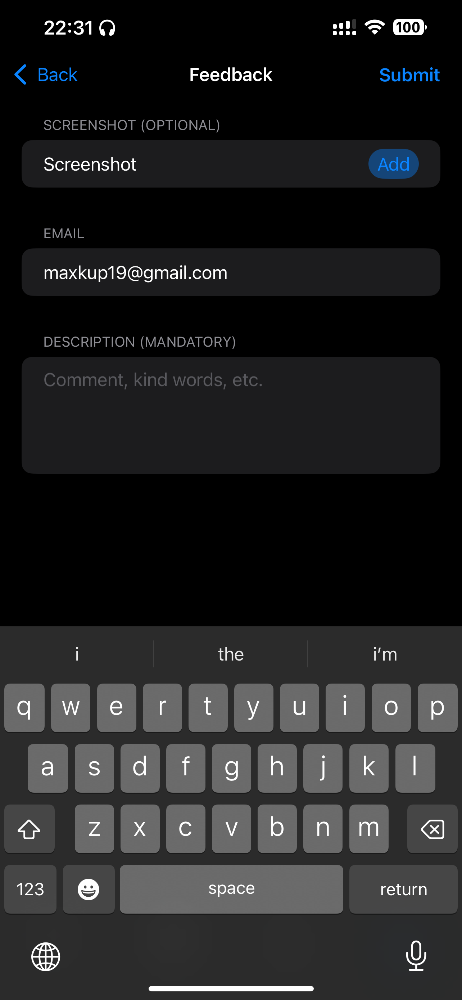 22:31 100
Back Feedback Submit
SCREENSHOT (OPTIONAL)
Screenshot Add
EMAIL
maxkup19@gmail.com
DESCRIPTION (MANDATORY)
Comment, kind words, etc.
i the i’m
q w e r t y u i o p
a s d f g h j k l
z x c v b n m
123 space return